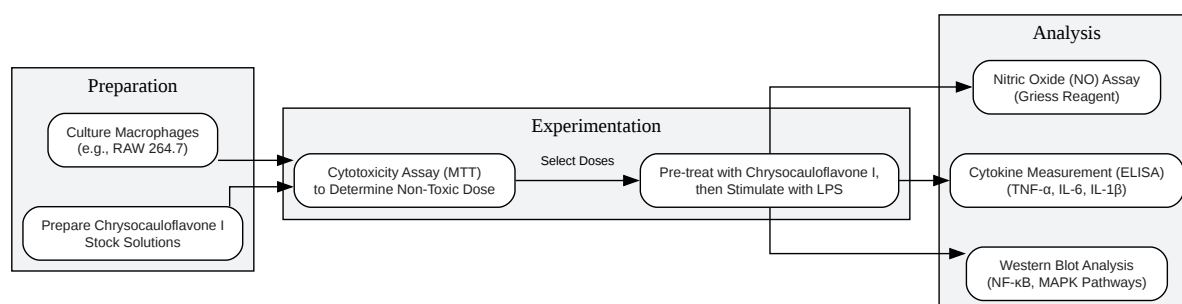 Preparation
Culture Macrophages
(e.g., RAW 264.7)
Prepare Chrysocauloflavone I
Stock Solutions
Experimentation
Cytotoxicity Assay (MTT)
to Determine Non-Toxic Dose
Select Doses
Pre-treat with Chrysocauloflavone I,
then Stimulate with LPS
Analysis
Nitric Oxide (NO) Assay
(Griess Reagent)
Cytokine Measurement (ELISA)
(TNF-α, IL-6, IL-1β)
Western Blot Analysis
(NF-κB, MAPK Pathways)